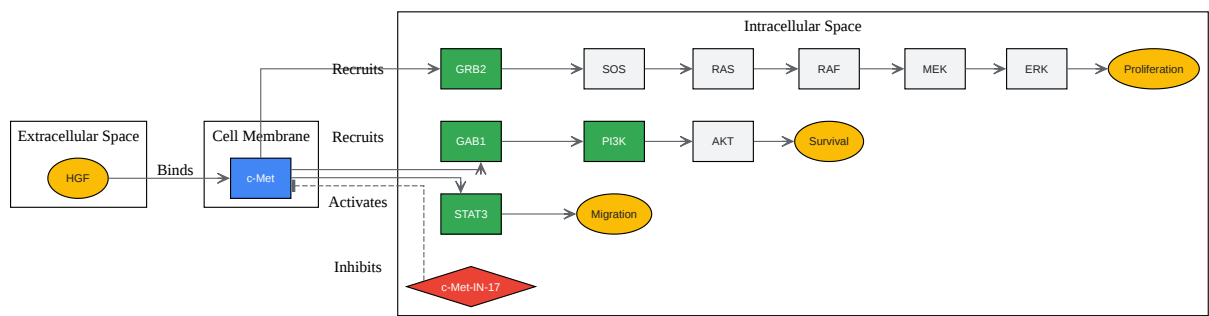 Intracellular Space
Recruits
GRB2
SOS
RAS
RAF
MEK
ERK
Proliferation
Extracellular Space
Cell Membrane
Recruits
GAB1
PI3K
AKT
Survival
HGF
Binds
c-Met
Activates
STAT3
Migration
Inhibits
c-Met-IN-17